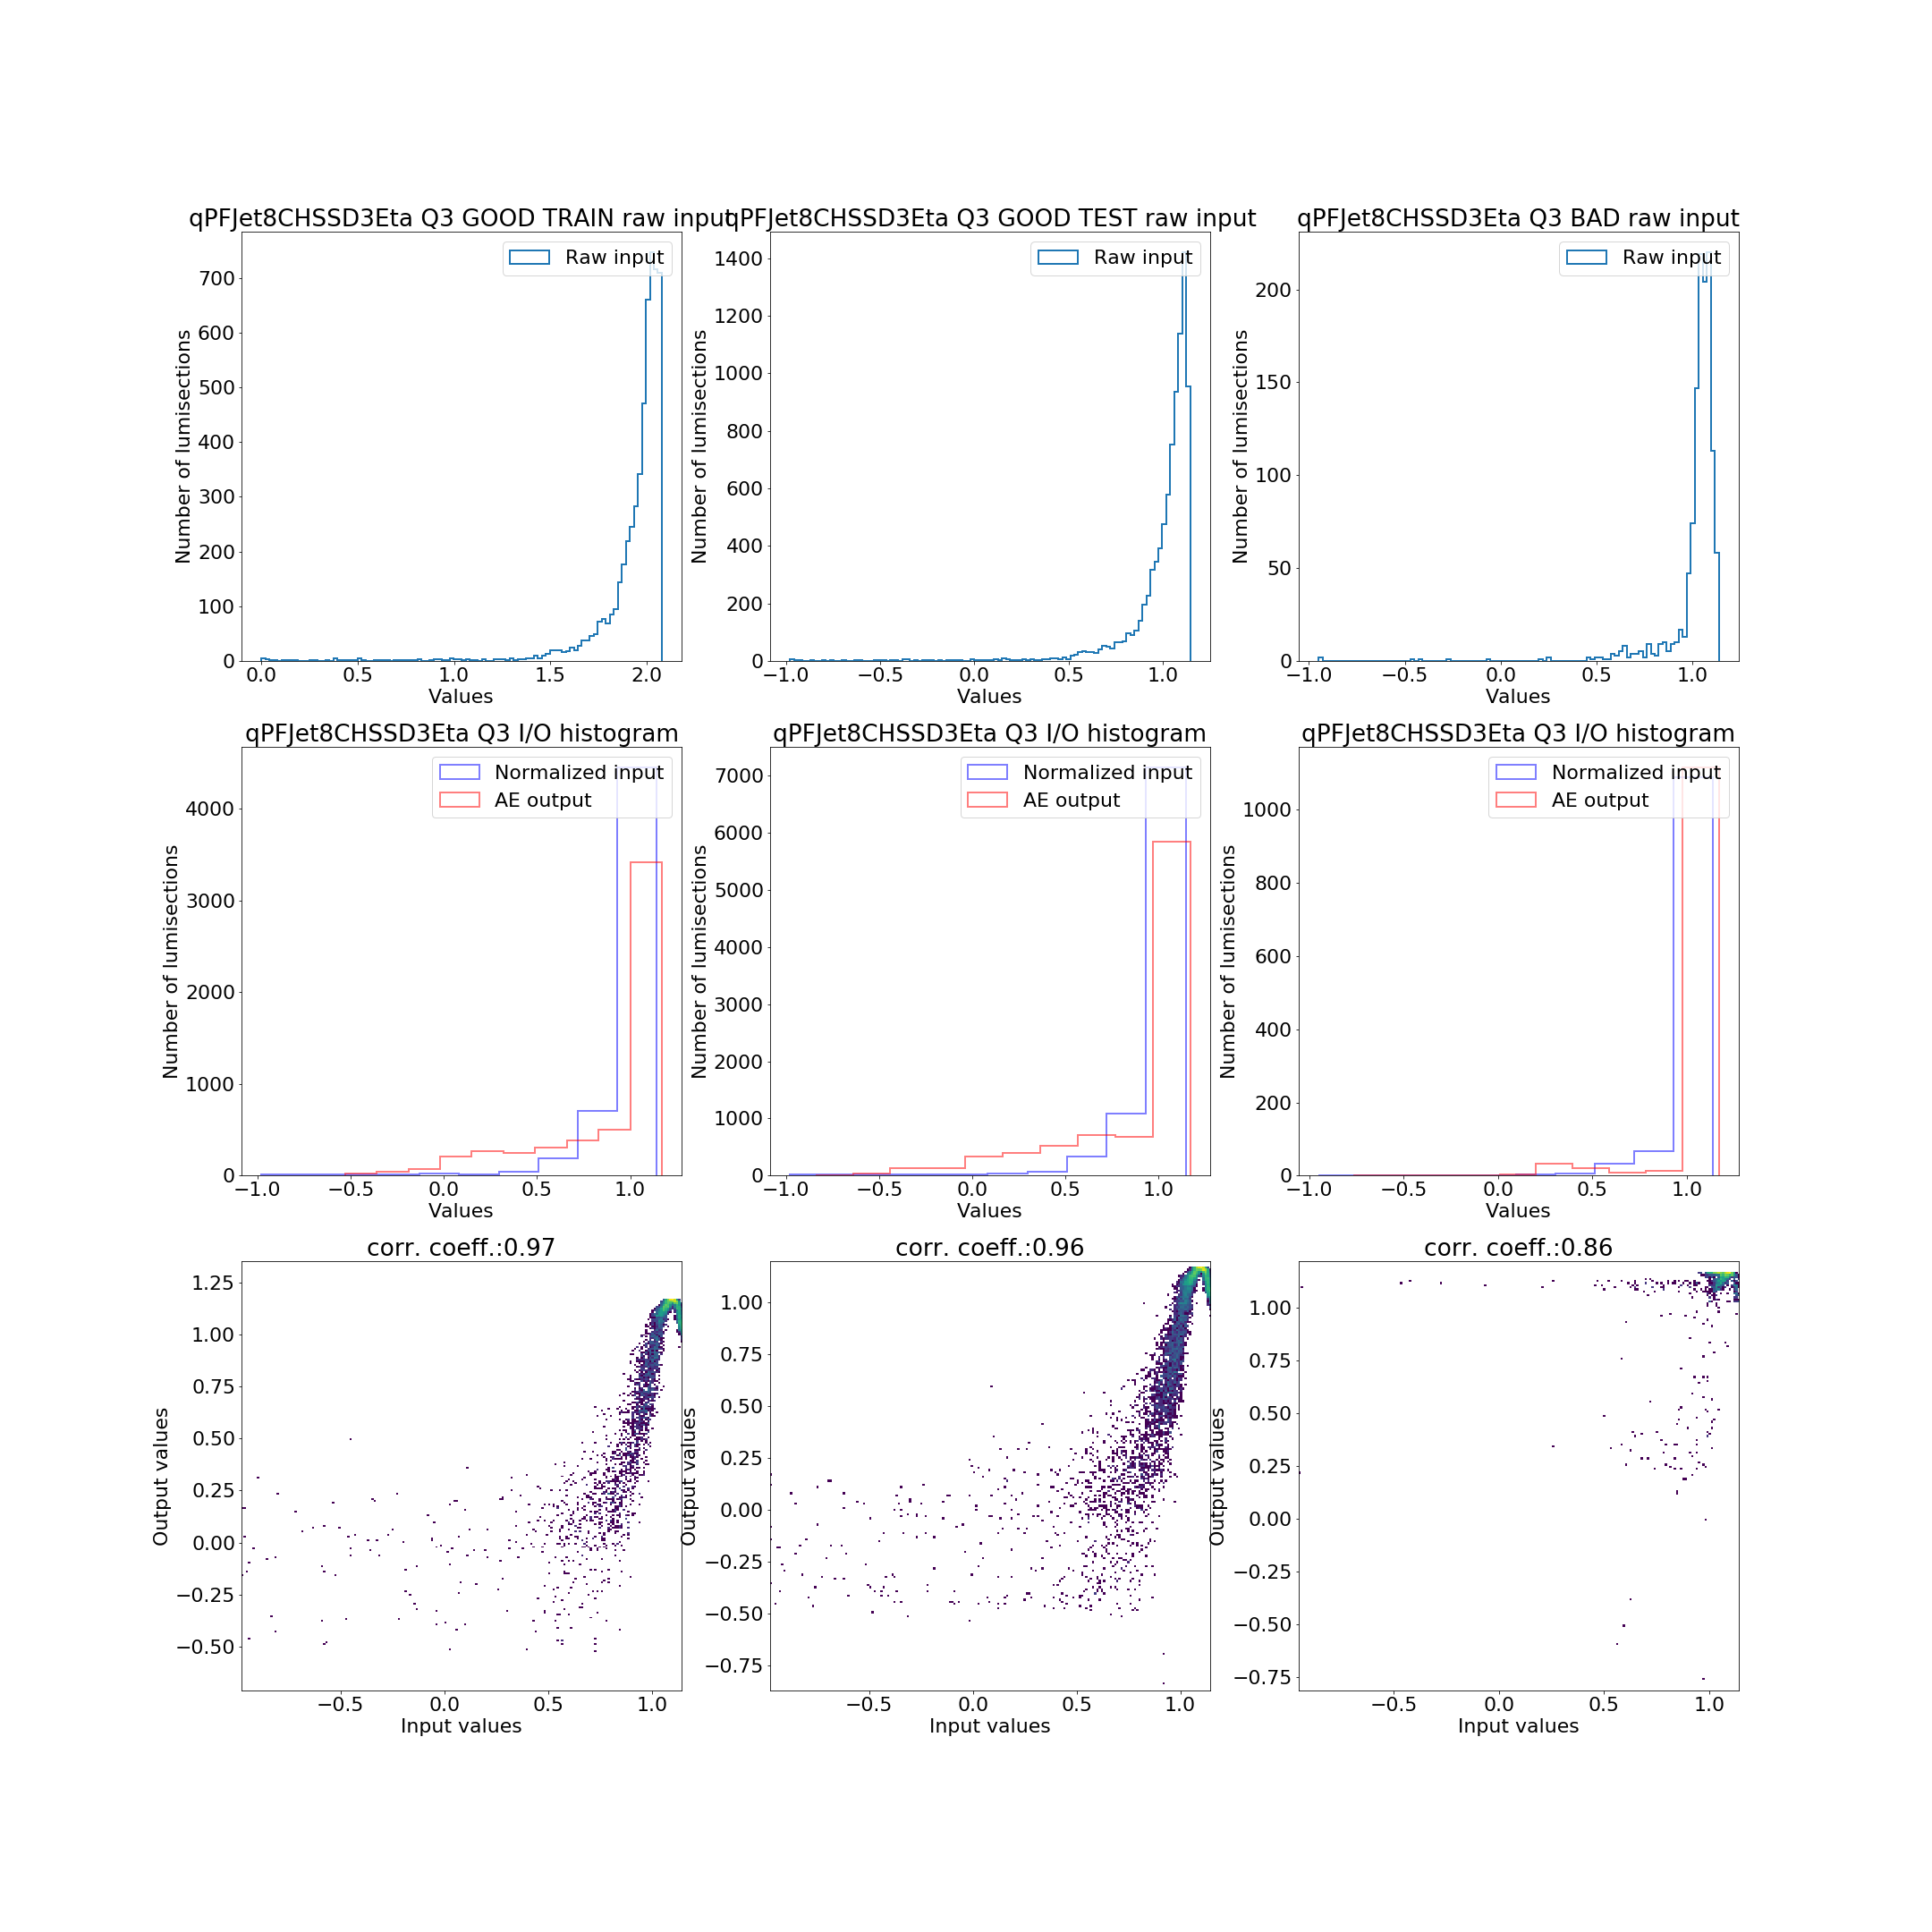 qPFJet8CHSSD3Eta Q3 GOOD TRAIN raw input
qPFJet8CHSSD3Eta Q3 GOOD TEST raw input
qPFJet8CHSSD3Eta Q3 BAD raw input
Raw input
Raw input
Raw input
Number of lumisections
700
600
500
400
300
200
100
0
0.0 0.5 1.0 1.5 2.0
Values
Number of lumisections
1400
1200
1000
800
600
400
200
0
−1.0 −0.5 0.0 0.5 1.0
Values
Number of lumisections
200
150
100
50
0
−1.0 −0.5 0.0 0.5 1.0
Values
qPFJet8CHSSD3Eta Q3 I/O histogram
qPFJet8CHSSD3Eta Q3 I/O histogram
qPFJet8CHSSD3Eta Q3 I/O histogram
Normalized input
AE output
Normalized input
AE output
Normalized input
AE output
Number of lumisections
4000
3000
2000
1000
0
−1.0 −0.5 0.0 0.5 1.0
Values
Number of lumisections
7000
6000
5000
4000
3000
2000
1000
0
−1.0 −0.5 0.0 0.5 1.0
Values
Number of lumisections
1000
800
600
400
200
0
−1.0 −0.5 0.0 0.5 1.0
Values
corr. coeff.:0.97
corr. coeff.:0.96
corr. coeff.:0.86
Output values
1.25
1.00
0.75
0.50
0.25
0.00
−0.25
−0.50
−0.5 0.0 0.5 1.0
Input values
Output values
1.00
0.75
0.50
0.25
0.00
−0.25
−0.50
−0.75
−0.5 0.0 0.5 1.0
Input values
Output values
1.00
0.75
0.50
0.25
0.00
−0.25
−0.50
−0.75
−0.5 0.0 0.5 1.0
Input values